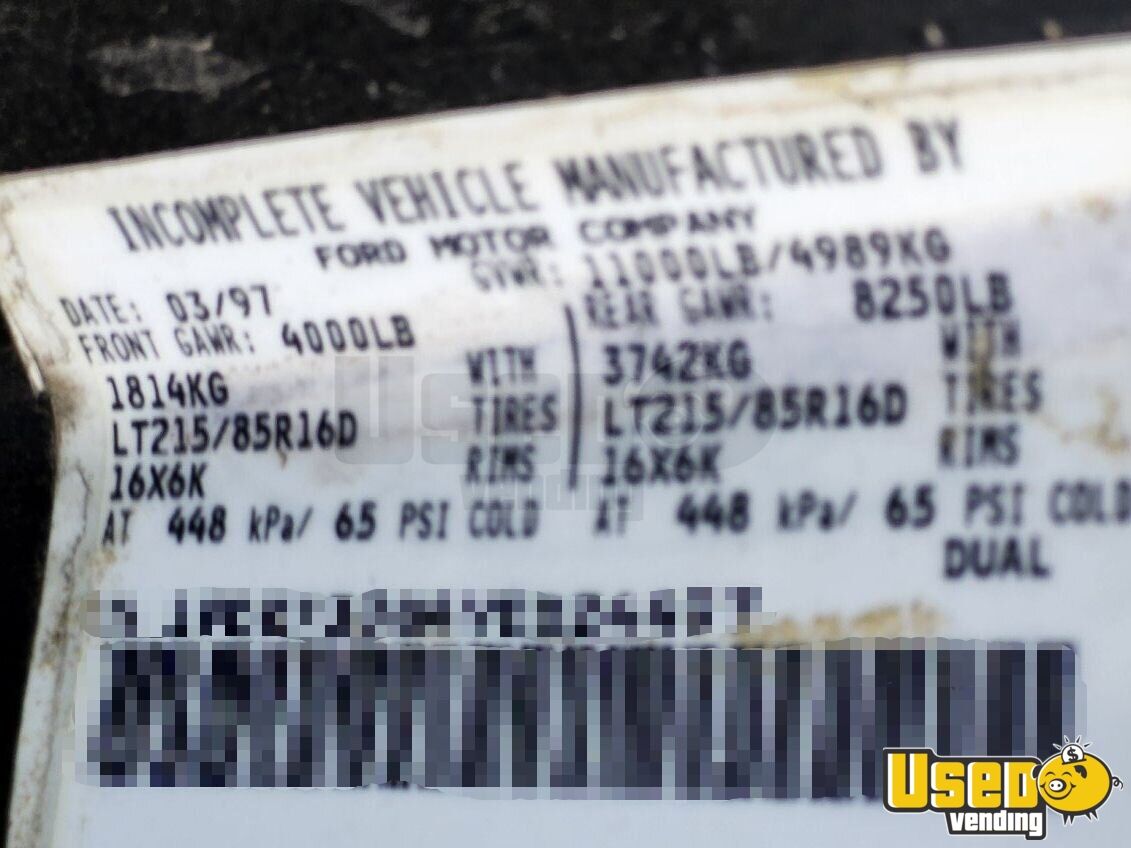 INCOMPLETE VEHICLE MANUFACTURED BY
FORD MOTOR COMPANY
DATE: 03/97 GVWR: 11000LB/4989KG
FRONT GAWR: 4000LB REAR GAWR: 8250LB
1814KG WITH 3742KG WITH
LT215/85R16D TIRES LT215/85R16D TIRES
16X6K RIMS 16X6K RIMS
AT 448 kPa/ 65 PSI COLD AT 448 kPa/ 65 PSI COLD
DUAL
USED
vending
USED
vending